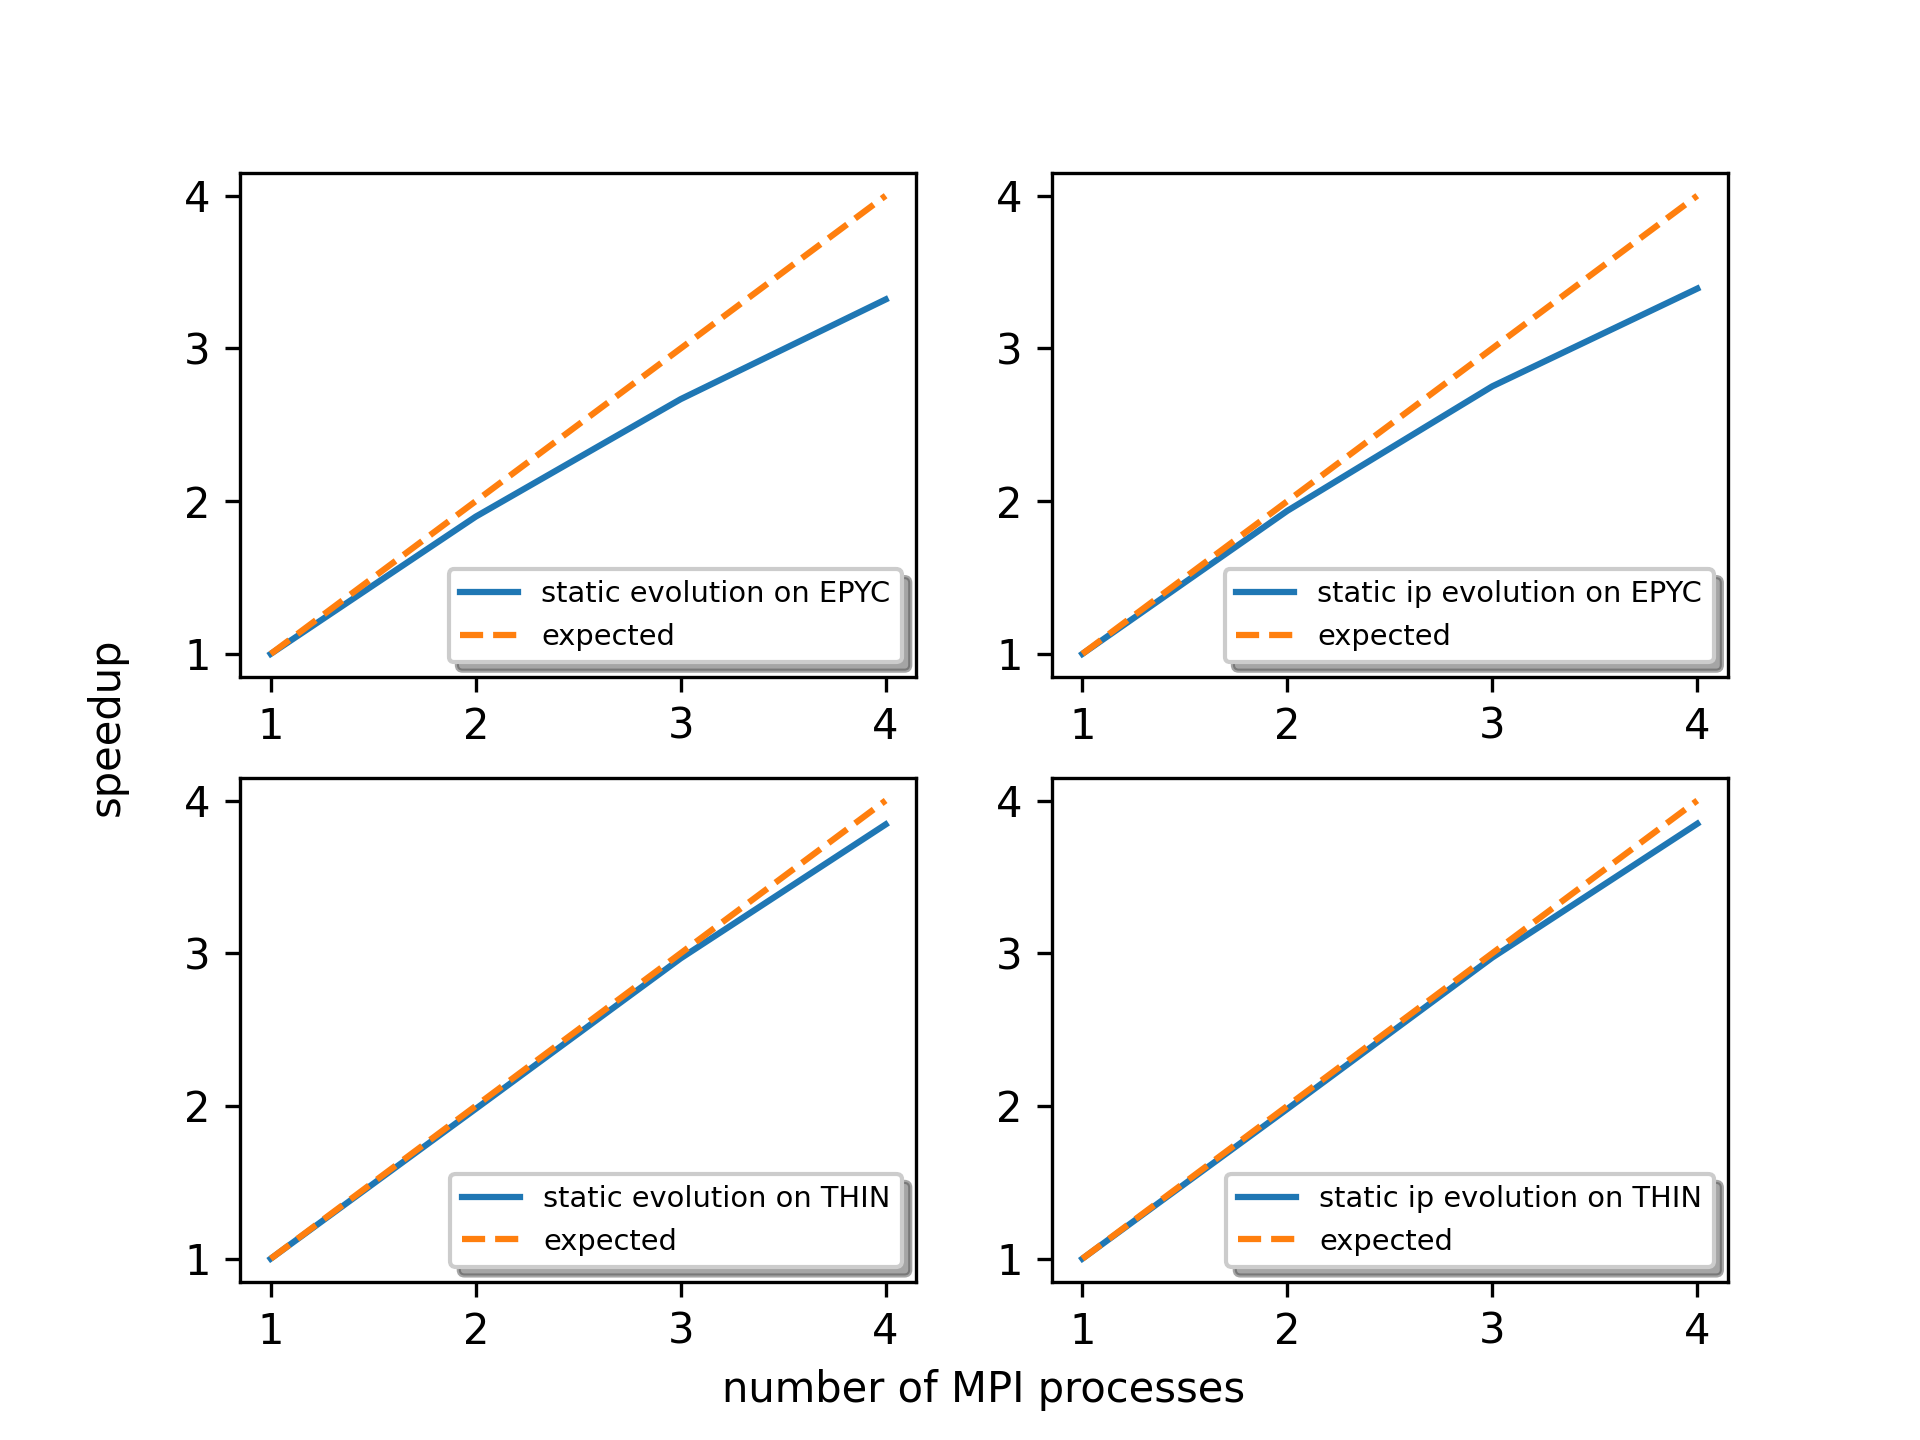 speedup
4
3
2
1
1 2 3 4
static evolution on EPYC
expected
4
3
2
1
1 2 3 4
static ip evolution on EPYC
expected
4
3
2
1
1 2 3 4
static evolution on THIN
expected
4
3
2
1
1 2 3 4
static ip evolution on THIN
expected
number of MPI processes